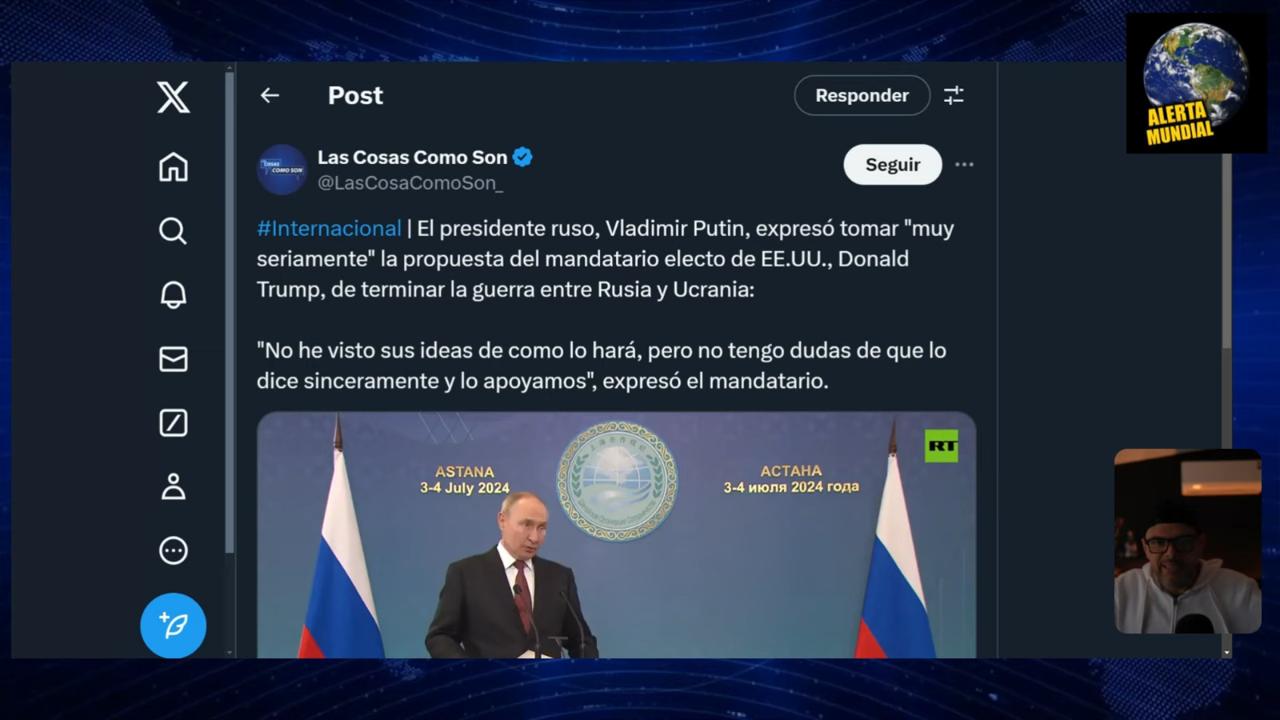 Post
Responder
ALERTA
MUNDIAL
Las Cosas Como Son
@LasCosaComoSon_
Seguir
#Internacional | El presidente ruso, Vladimir Putin, expresó tomar "muy
seriamente" la propuesta del mandatario electo de EE.UU., Donald
Trump, de terminar la guerra entre Rusia y Ucrania:
"No he visto sus ideas de como lo hará, pero no tengo dudas de que lo
dice sinceramente y lo apoyamos", expresó el mandatario.
RT
ASTANA
3-4 July 2024
АСТАНА
3-4 июля 2024 года